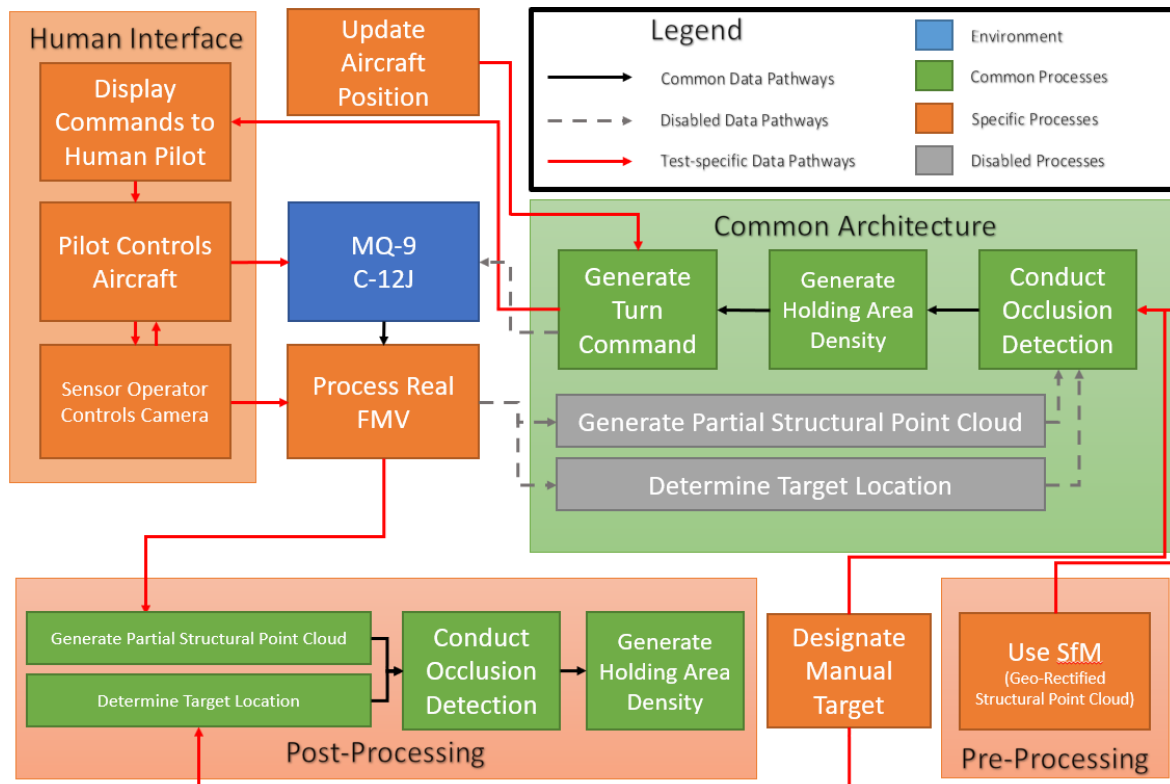 Human Interface
Display
Commands to
Human Pilot
Pilot Controls
Aircraft
Sensor Operator
Controls Camera
Update
Aircraft
Position
MQ-9
C-12J
Process Real
FMV
Legend
Common Data Pathways
Disabled Data Pathways
Test-specific Data Pathways
Environment
Common Processes
Specific Processes
Disabled Processes
Common Architecture
Generate
Turn
Command
Generate
Holding Area
Density
Conduct
Occlusion
Detection
Generate Partial Structural Point Cloud
Determine Target Location
Generate Partial Structural Point Cloud
Determine Target Location
Conduct
Occlusion
Detection
Generate
Holding Area
Density
Post-Processing
Designate
Manual
Target
Use SfM
(Geo-Rectified
Structural Point Cloud)
Pre-Processing